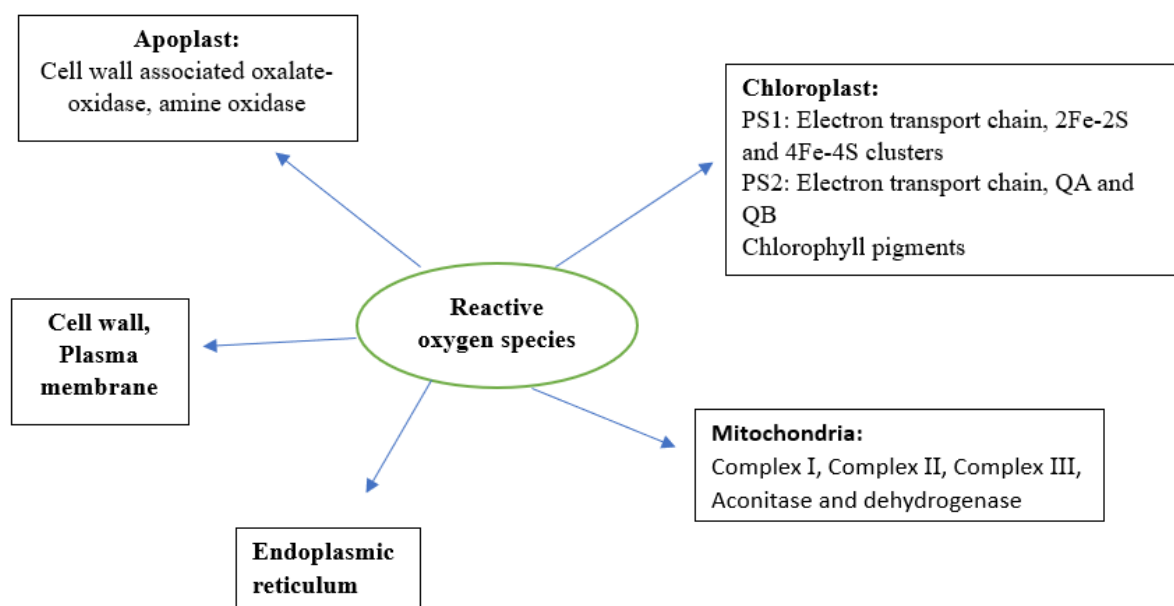 Apoplast:
Cell wall associated oxalate-
oxidase, amine oxidase
Chloroplast:
PS1: Electron transport chain, 2Fe-2S
and 4Fe-4S clusters
PS2: Electron transport chain, QA and
QB
Chlorophyll pigments
Reactive
oxygen species
Cell wall,
Plasma
membrane
Mitochondria:
Complex I, Complex II, Complex III,
Aconitase and dehydrogenase
Endoplasmic
reticulum